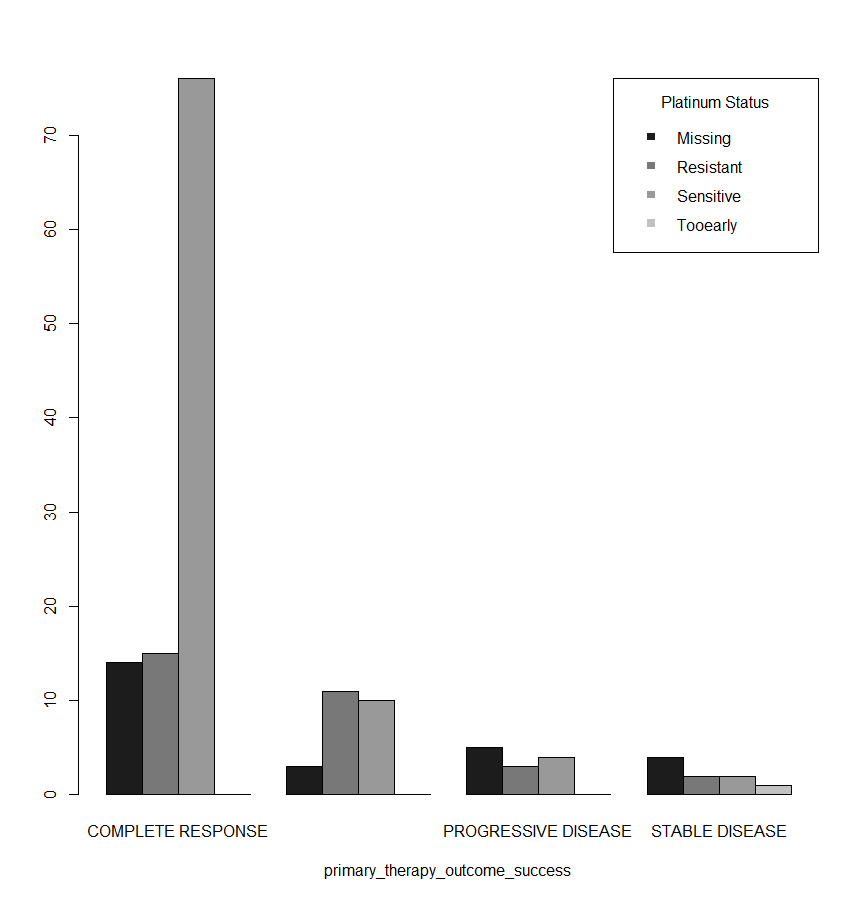 Platinum Status
Missing
Resistant
Sensitive
Tooearly
70
60
50
40
30
20
10
0
COMPLETE RESPONSE PROGRESSIVE DISEASE STABLE DISEASE
primary_therapy_outcome_success